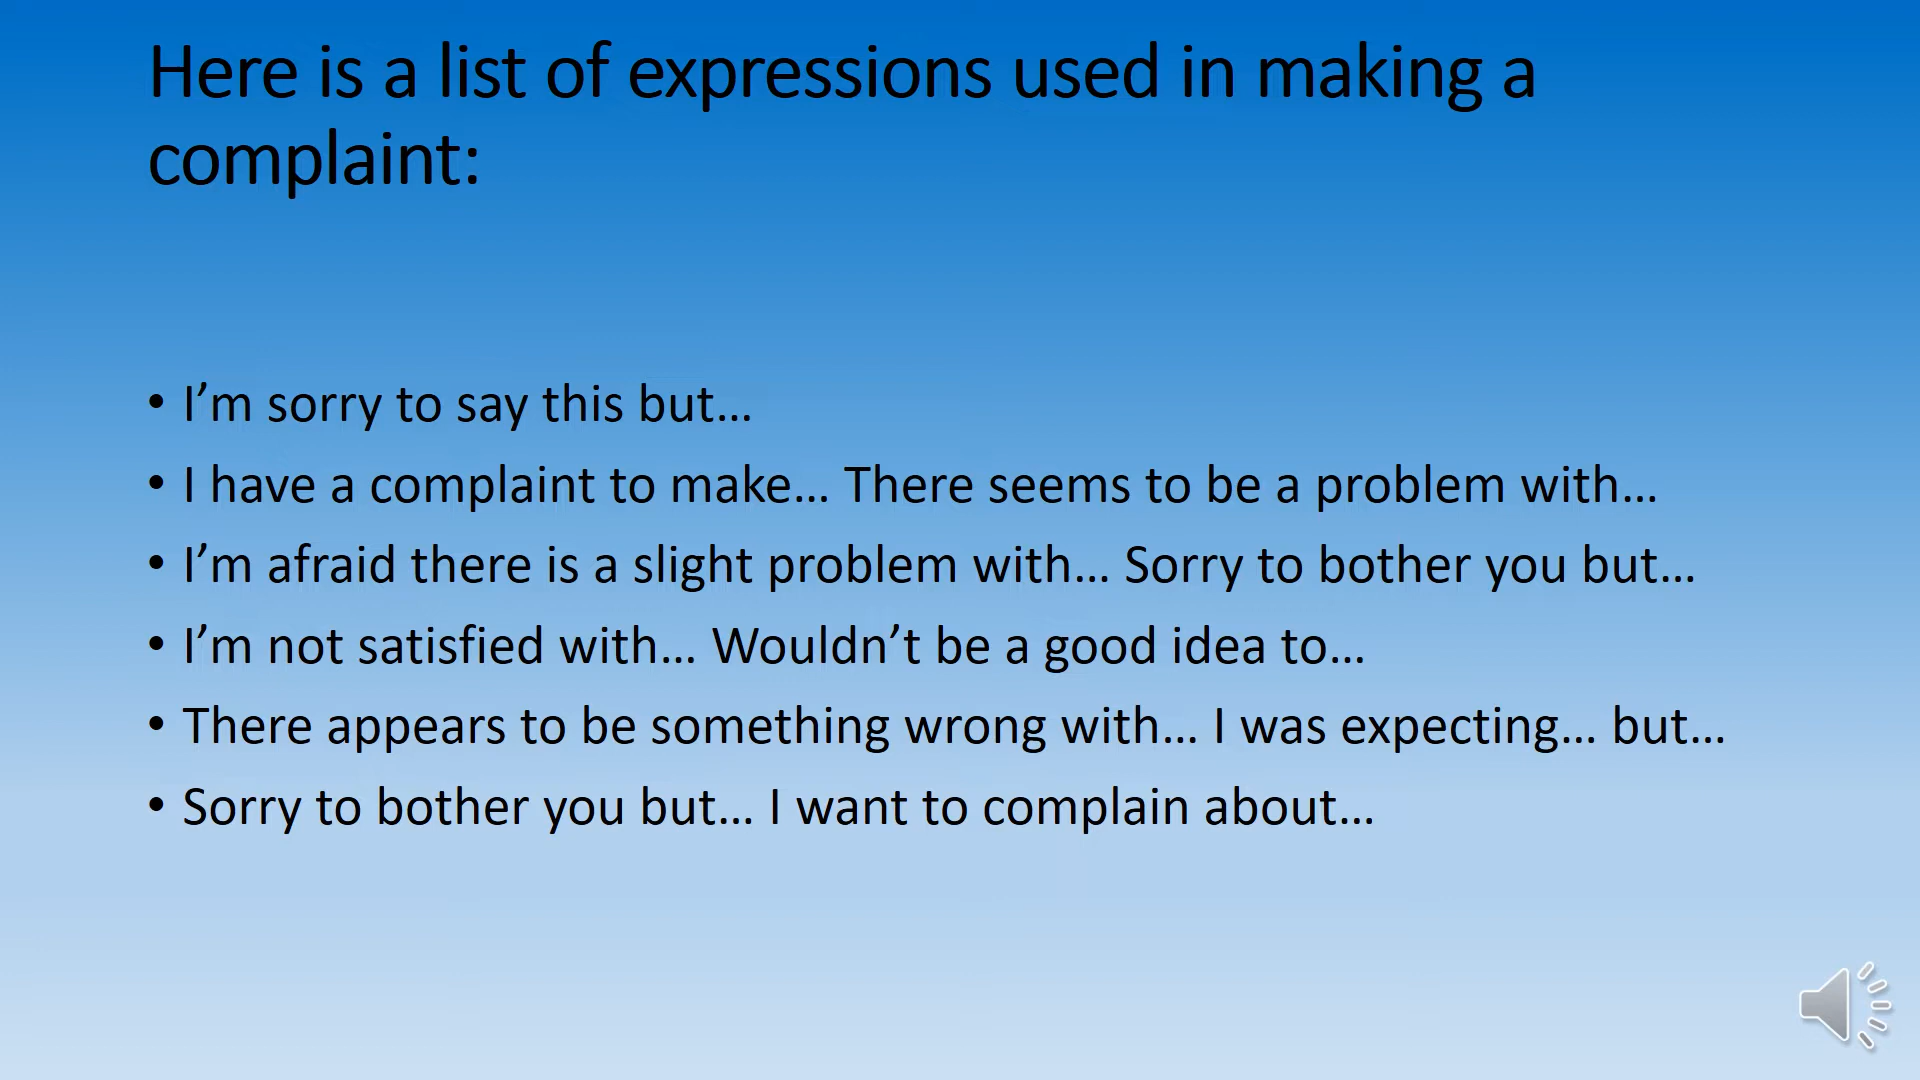 Here is a list of expressions used in making a
complaint:
• I’m sorry to say this but…
• I have a complaint to make… There seems to be a problem with…
• I’m afraid there is a slight problem with… Sorry to bother you but…
• I’m not satisfied with… Wouldn’t be a good idea to…
• There appears to be something wrong with… I was expecting… but…
• Sorry to bother you but… I want to complain about…